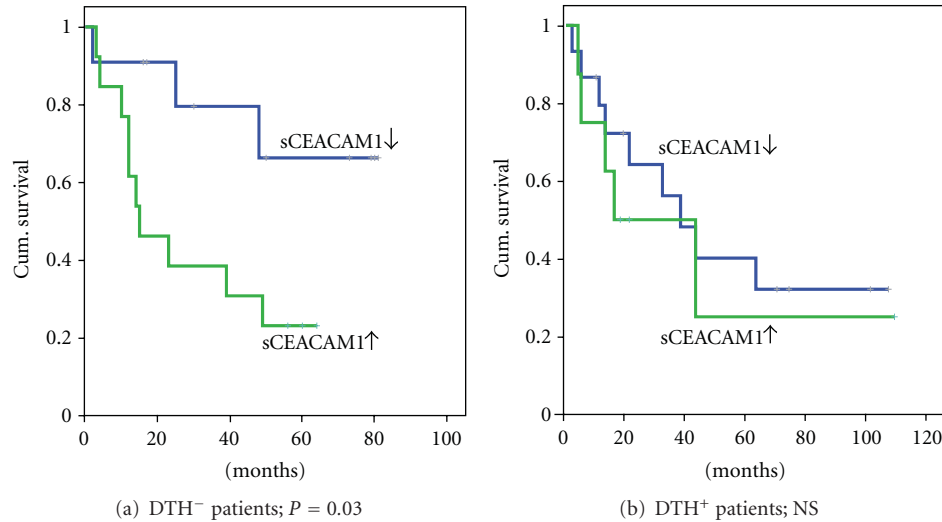 1
0.8
0.6
0.4
0.2
0
Cum. survival
sCEACAM1↓
sCEACAM1↑
0 20 40 60 80 100
(months)
(a) DTH⁻ patients; P = 0.03
1
0.8
0.6
0.4
0.2
0
Cum. survival
sCEACAM1↓
sCEACAM1↑
0 20 40 60 80 100 120
(months)
(b) DTH⁺ patients; NS